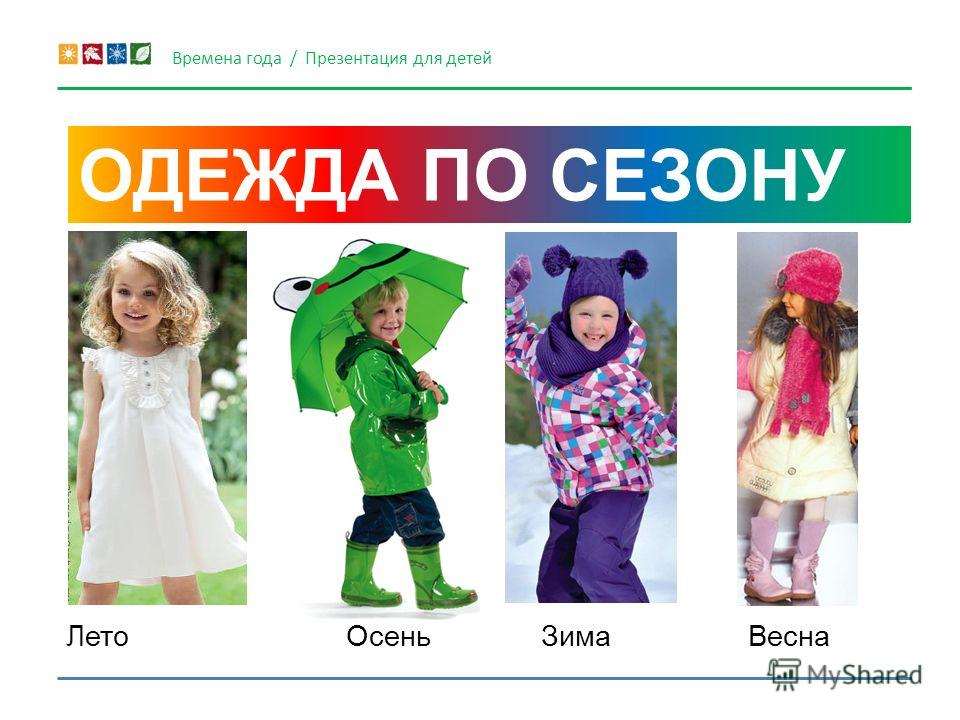 Времена года / Презентация для детей
ОДЕЖДА ПО СЕЗОНУ
Лето Осень Зима Весна
MyShared